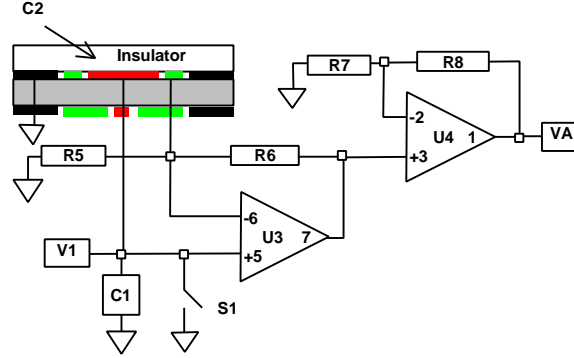 C2
Insulator
R7
R8
-2
U4
1
VA
+3
R5
R6
-6
U3
7
V1
+5
C1
S1